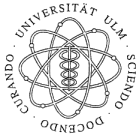 UNIVERSITÄT ULM · SCIENDO · DOCENDO · CURANDO ·